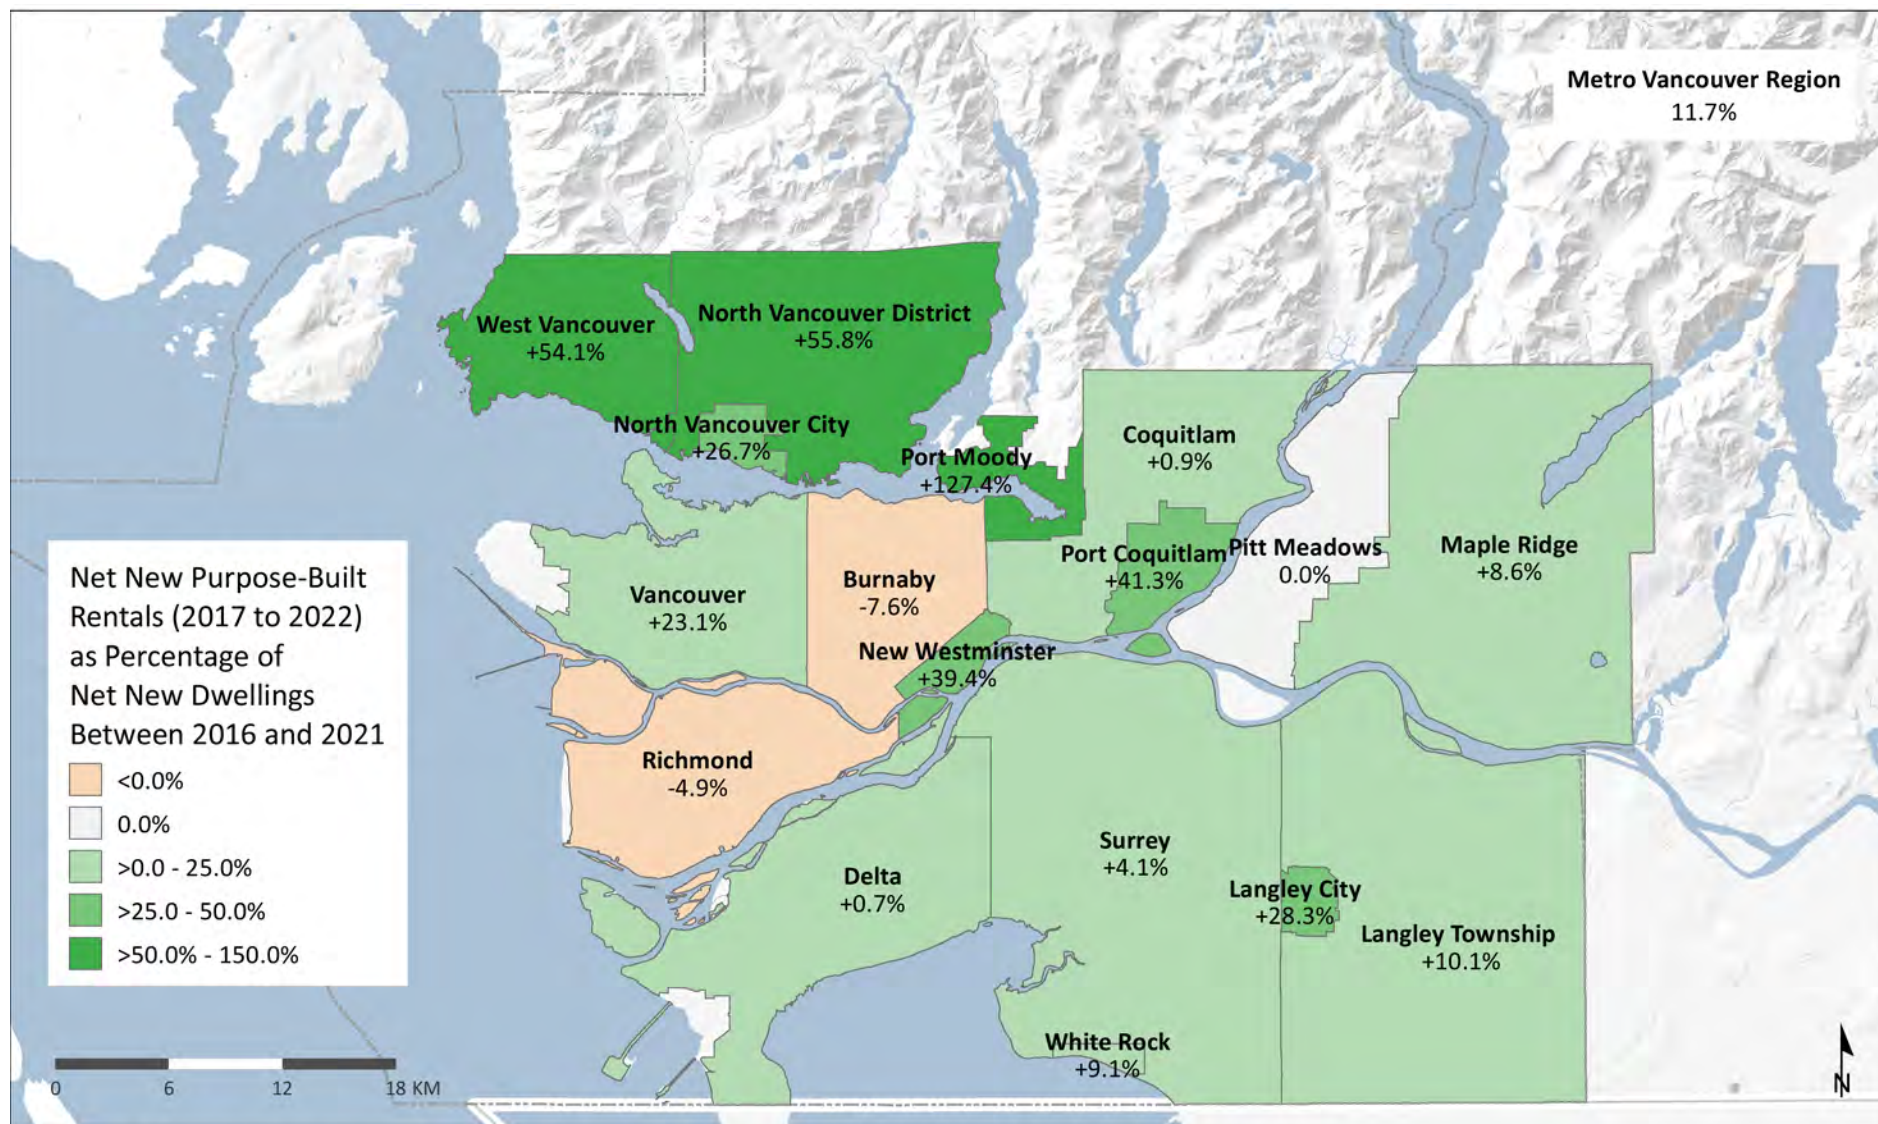 Metro Vancouver Region
11.7%
West Vancouver
+54.1%
North Vancouver District
+55.8%
North Vancouver City
+26.7%
Port Moody
+127.4%
Coquitlam
+0.9%
Port Coquitlam
+41.3%
Pitt Meadows
0.0%
Maple Ridge
+8.6%
Vancouver
+23.1%
Burnaby
-7.6%
New Westminster
+39.4%
Richmond
-4.9%
Delta
+0.7%
Surrey
+4.1%
Langley City
+28.3%
Langley Township
+10.1%
White Rock
+9.1%
Net New Purpose-Built
Rentals (2017 to 2022)
as Percentage of
Net New Dwellings
Between 2016 and 2021
<0.0%
0.0%
>0.0 - 25.0%
>25.0 - 50.0%
>50.0% - 150.0%
0 6 12 18 KM
N